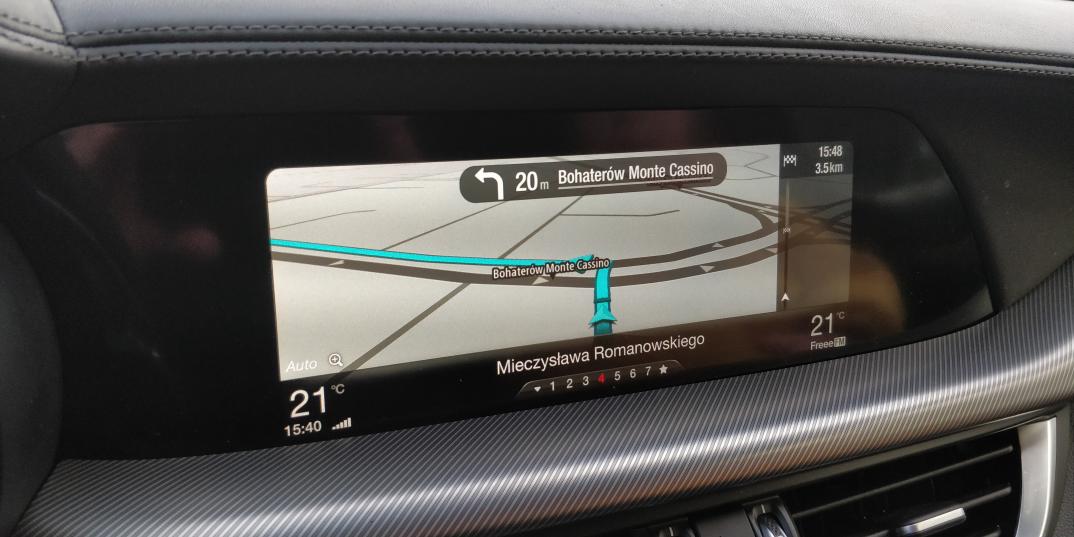 20 m Bohaterów Monte Cassino
15:48
3.5km
Bohaterów Monte Cassino
Auto
Mieczysława Romanowskiego
1 2 3 4 5 6 7
21 °C
15:40
21 °C
Freee FM